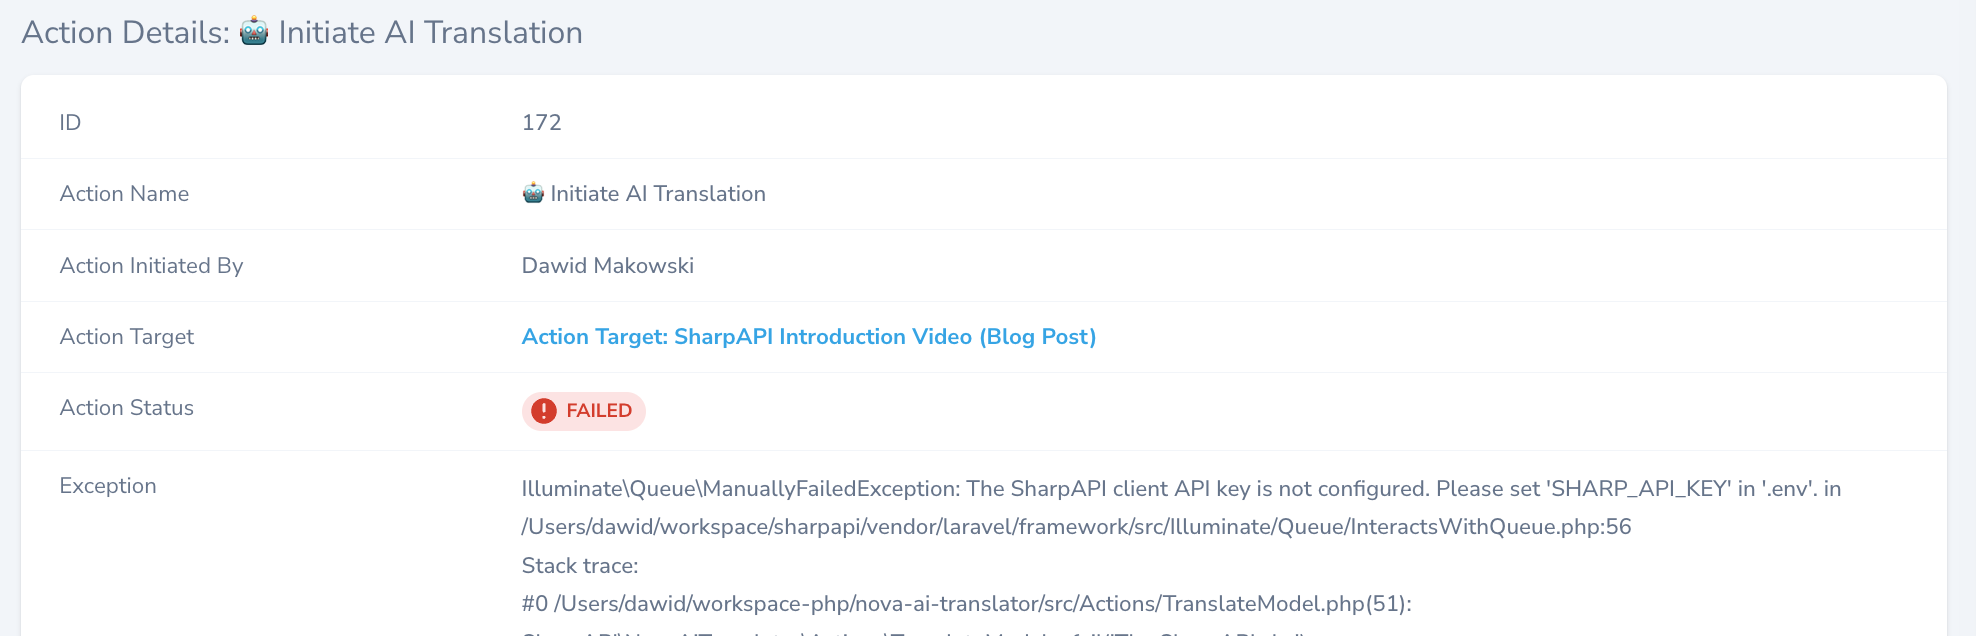 Action Details: 🤖 Initiate AI Translation
ID
172
Action Name
🤖 Initiate AI Translation
Action Initiated By
Dawid Makowski
Action Target
Action Target: SharpAPI Introduction Video (Blog Post)
Action Status
FAILED
Exception
Illuminate\Queue\ManuallyFailedException: The SharpAPI client API key is not configured. Please set 'SHARP_API_KEY' in '.env'. in
/Users/dawid/workspace/sharpapi/vendor/laravel/framework/src/Illuminate/Queue/InteractsWithQueue.php:56
Stack trace:
#0 /Users/dawid/workspace-php/nova-ai-translator/src/Actions/TranslateModel.php(51):